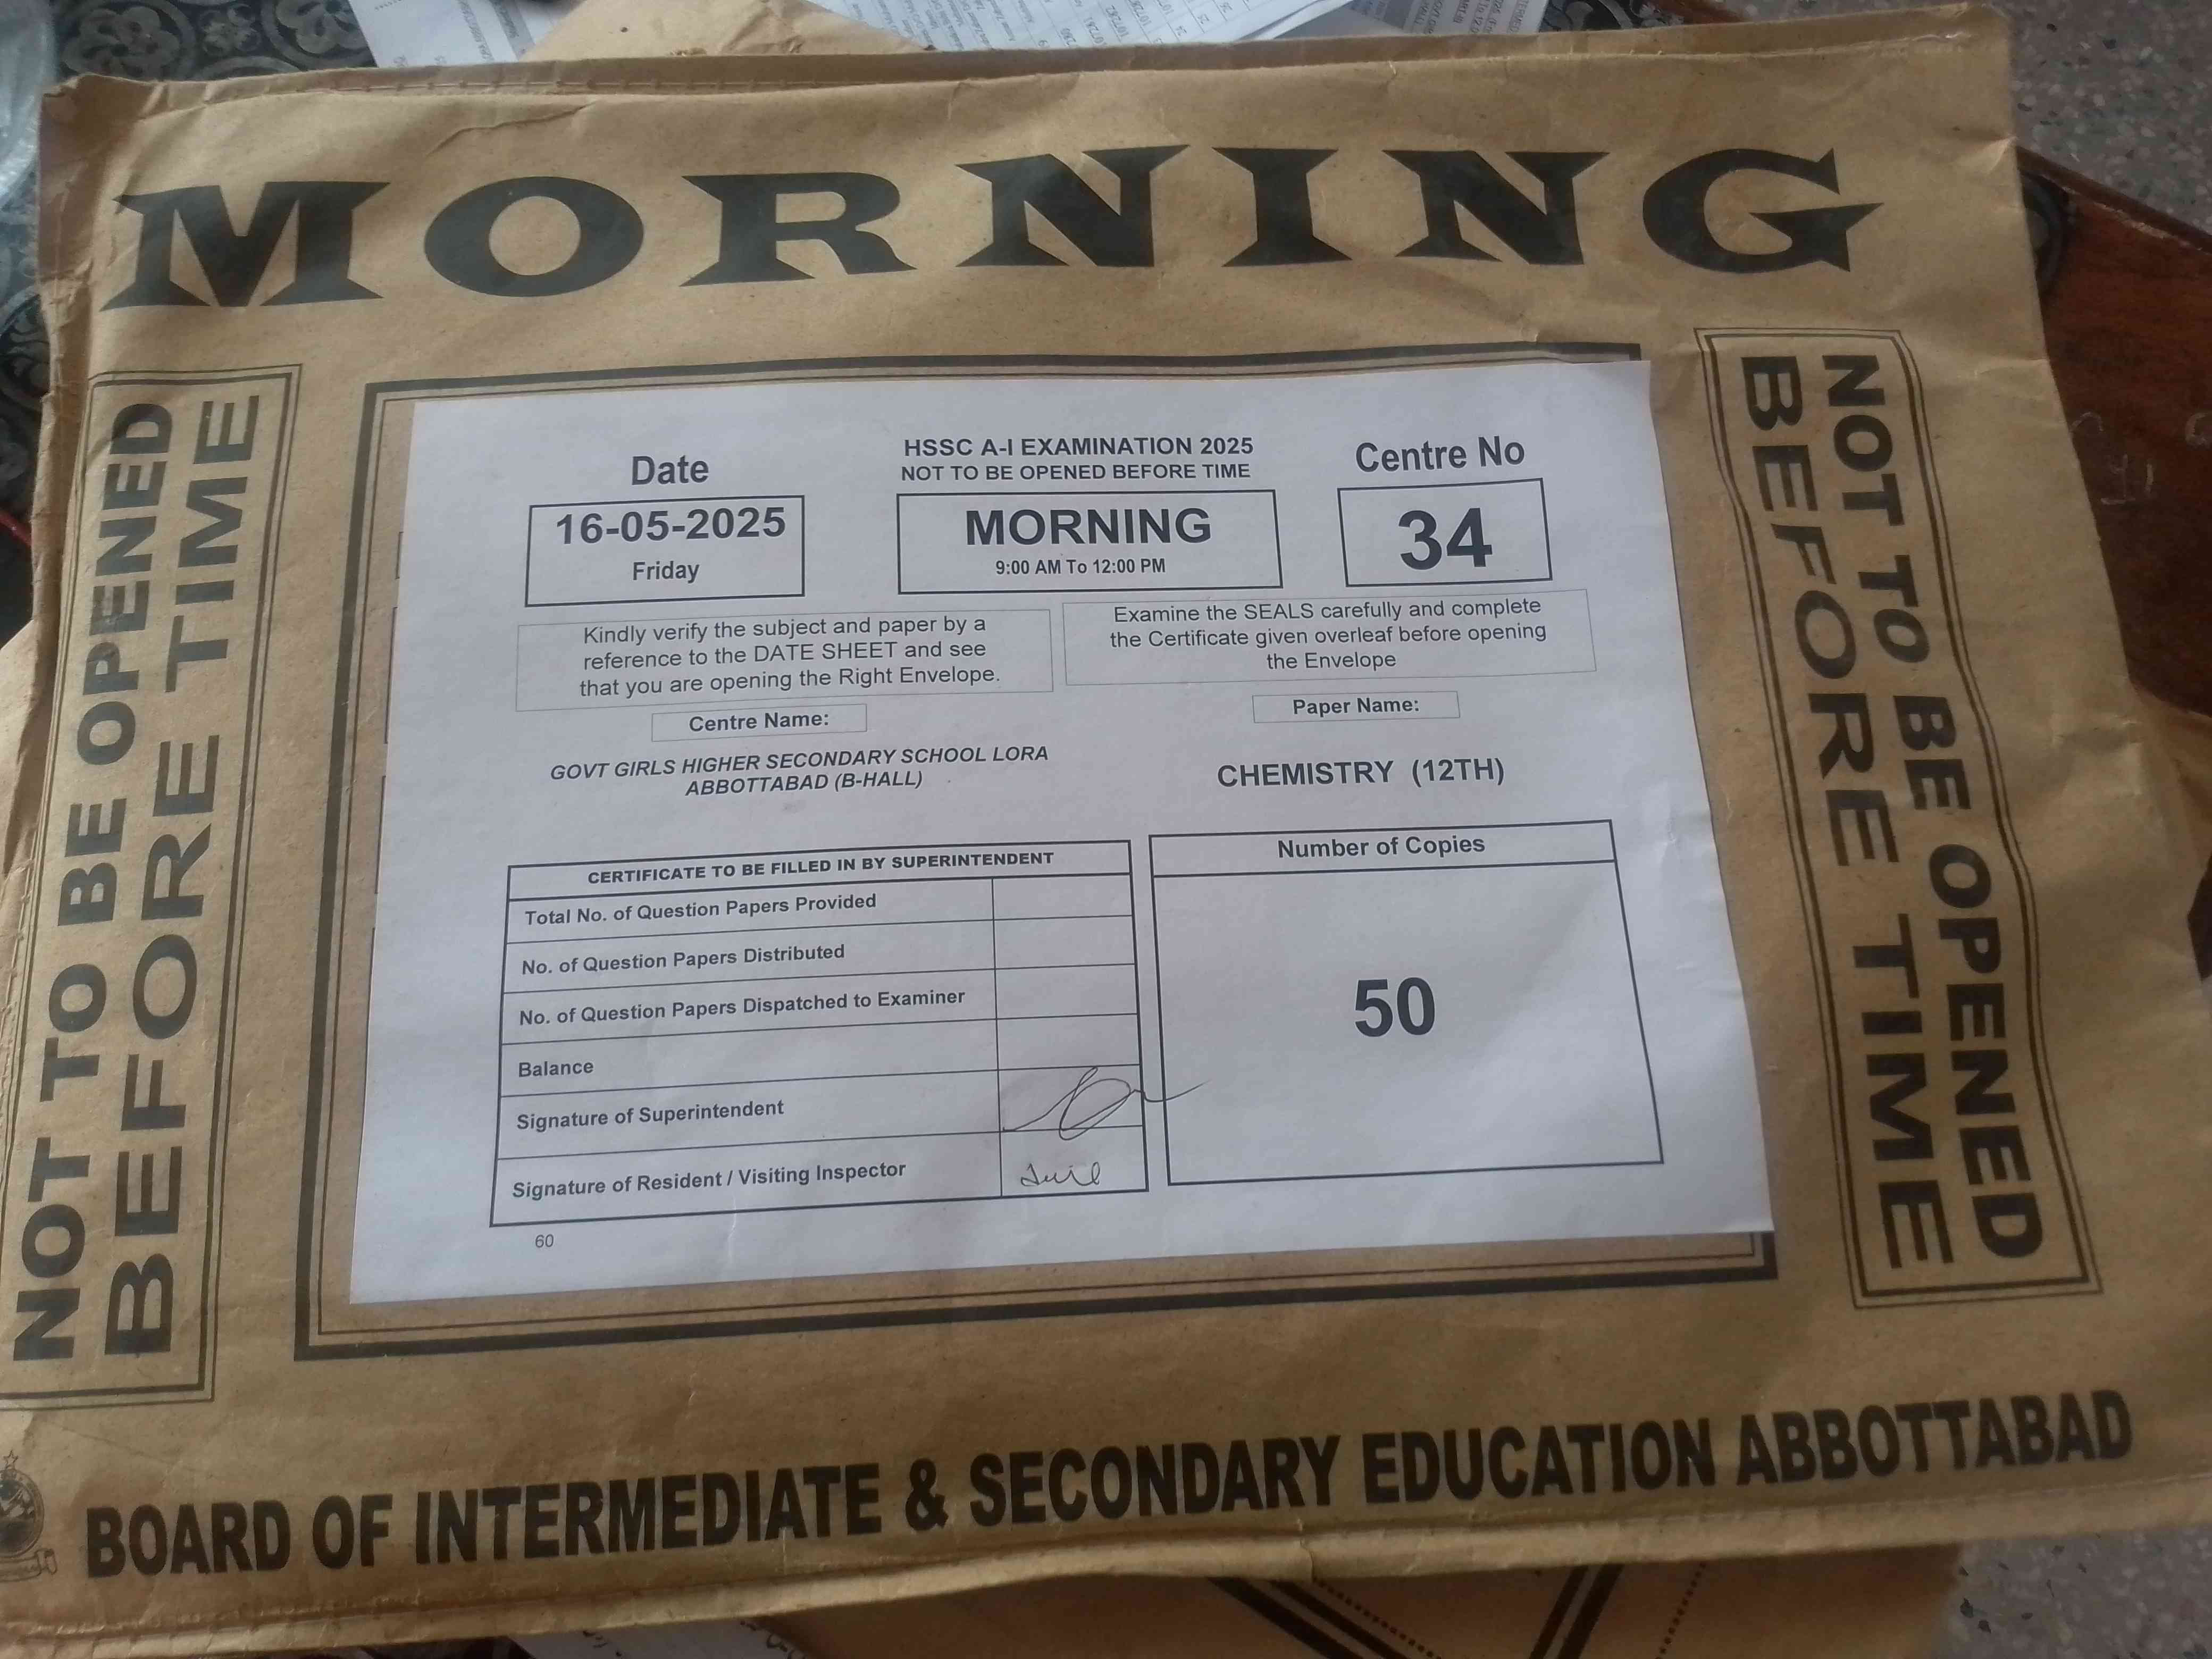 MORNING
NOT TO BE OPENED
BEFORE TIME
Date
16-05-2025
Friday
HSSC A-I EXAMINATION 2025
NOT TO BE OPENED BEFORE TIME
MORNING
9:00 AM To 12:00 PM
Centre No
34
Kindly verify the subject and paper by a
reference to the DATE SHEET and see
that you are opening the Right Envelope.
Examine the SEALS carefully and complete
the Certificate given overleaf before opening
the Envelope
Centre Name:
GOVT GIRLS HIGHER SECONDARY SCHOOL LORA
ABBOTTABAD (B-HALL)
Paper Name:
CHEMISTRY (12TH)
CERTIFICATE TO BE FILLED IN BY SUPERINTENDENT
Total No. of Question Papers Provided
No. of Question Papers Distributed
No. of Question Papers Dispatched to Examiner
Balance
Signature of Superintendent
Signature of Resident / Visiting Inspector
Number of Copies
50
60
NOT TO BE OPENED
BEFORE TIME
BOARD OF INTERMEDIATE & SECONDARY EDUCATION ABBOTTABAD